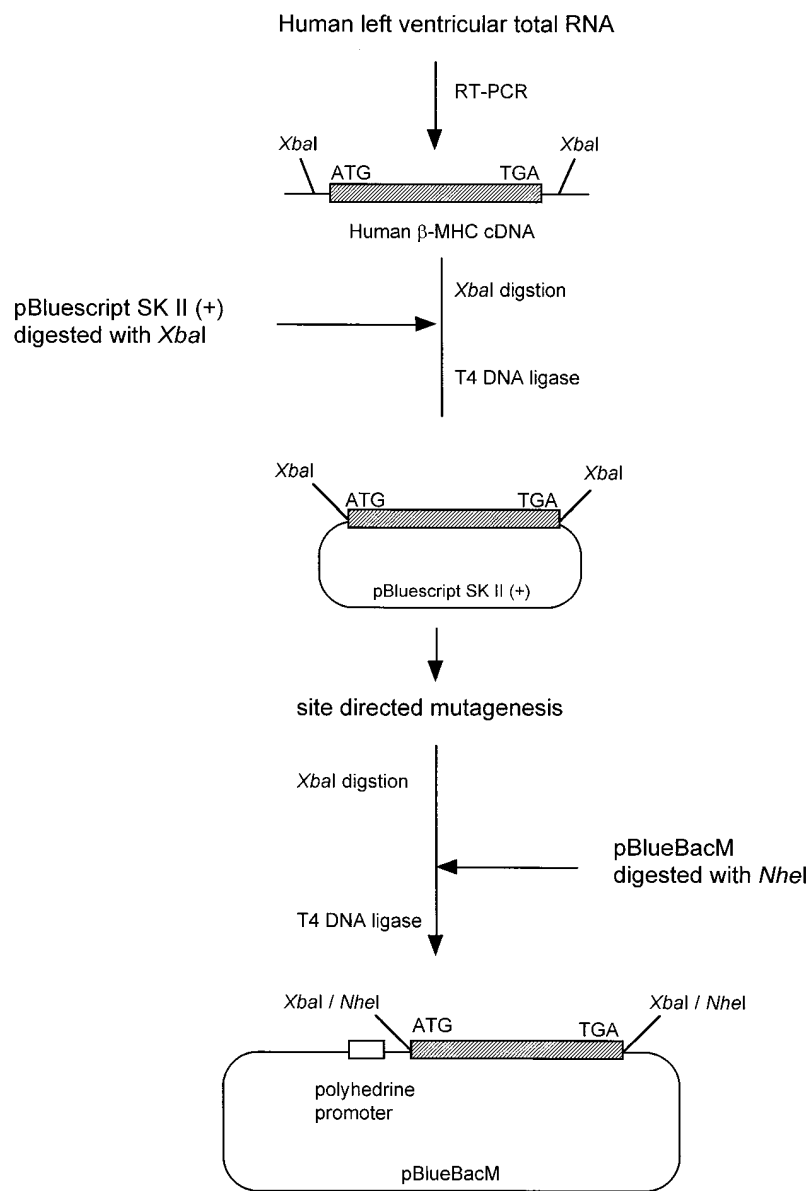 Human left ventricular total RNA
RT-PCR
XbaI
XbaI
ATG
TGA
Human β-MHC cDNA
XbaI digstion
pBluescript SK II (+)
digested with XbaI
T4 DNA ligase
XbaI
XbaI
ATG
TGA
pBluescript SK II (+)
site directed mutagenesis
XbaI digstion
pBlueBacM
digested with NheI
T4 DNA ligase
XbaI / NheI
XbaI / NheI
ATG
TGA
polyhedrine
promoter
pBlueBacM